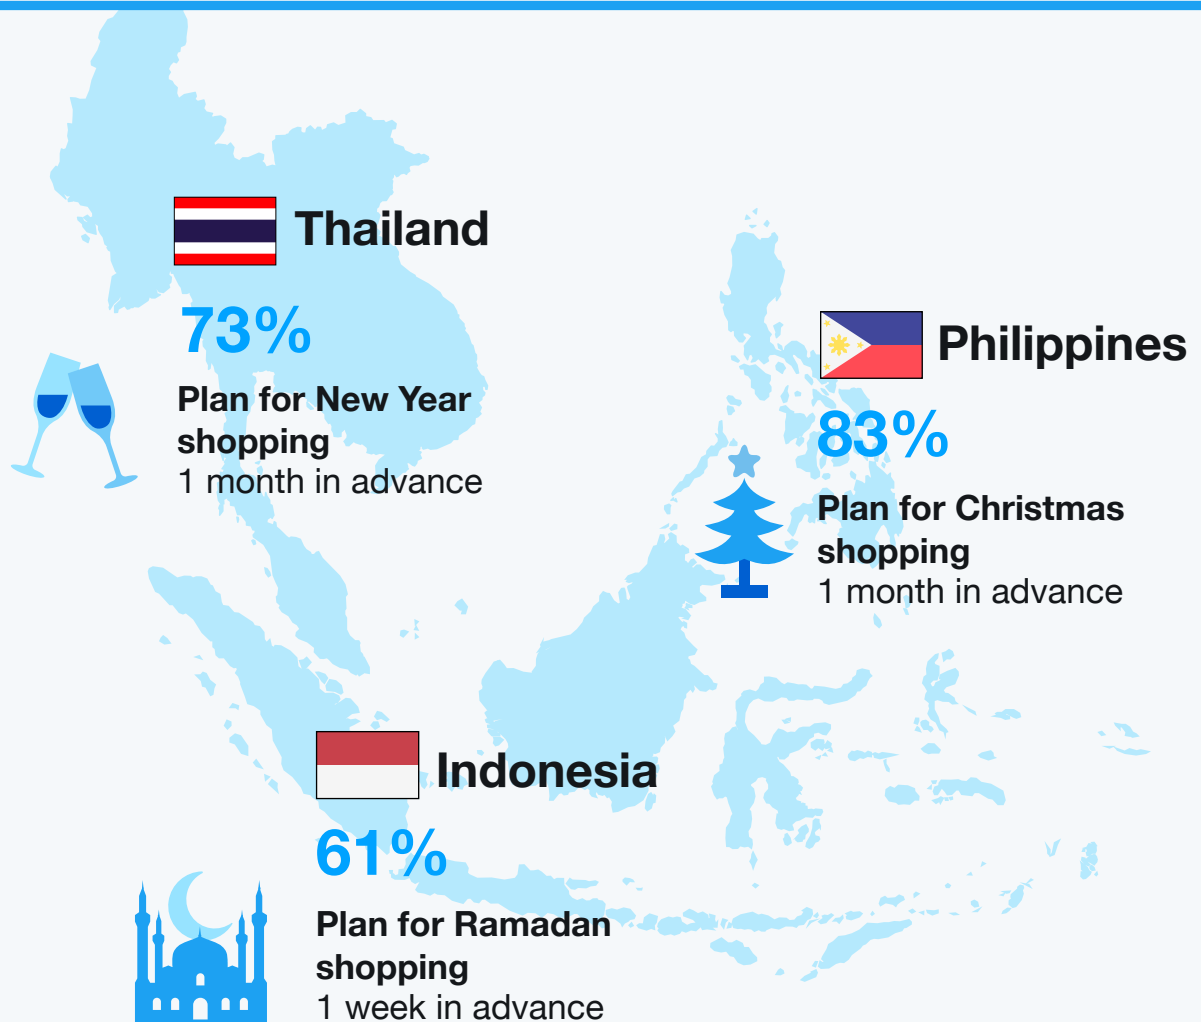 Thailand
73%
Plan for New Year
shopping
1 month in advance
Philippines
83%
Plan for Christmas
shopping
1 month in advance
Indonesia
61%
Plan for Ramadan
shopping
1 week in advance